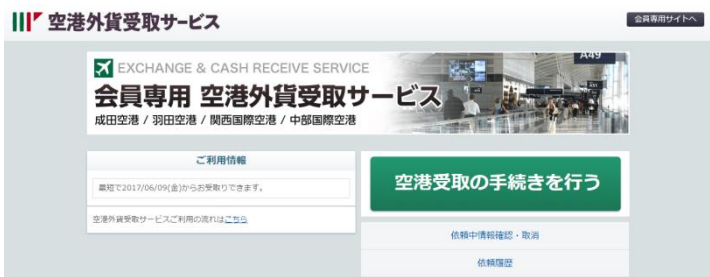 空港外貨受取サービス
会員専用サイトへ
EXCHANGE & CASH RECEIVE SERVICE
会員専用 空港外貨受取サービス
成田空港 / 羽田空港 / 関西国際空港 / 中部国際空港
A49
ご利用情報
最短で2017/06/09(金)からお受取りできます。
空港外貨受取サービスご利用の流れはこちら
空港受取の手続きを行う
依頼中情報確認・取消
依頼履歴